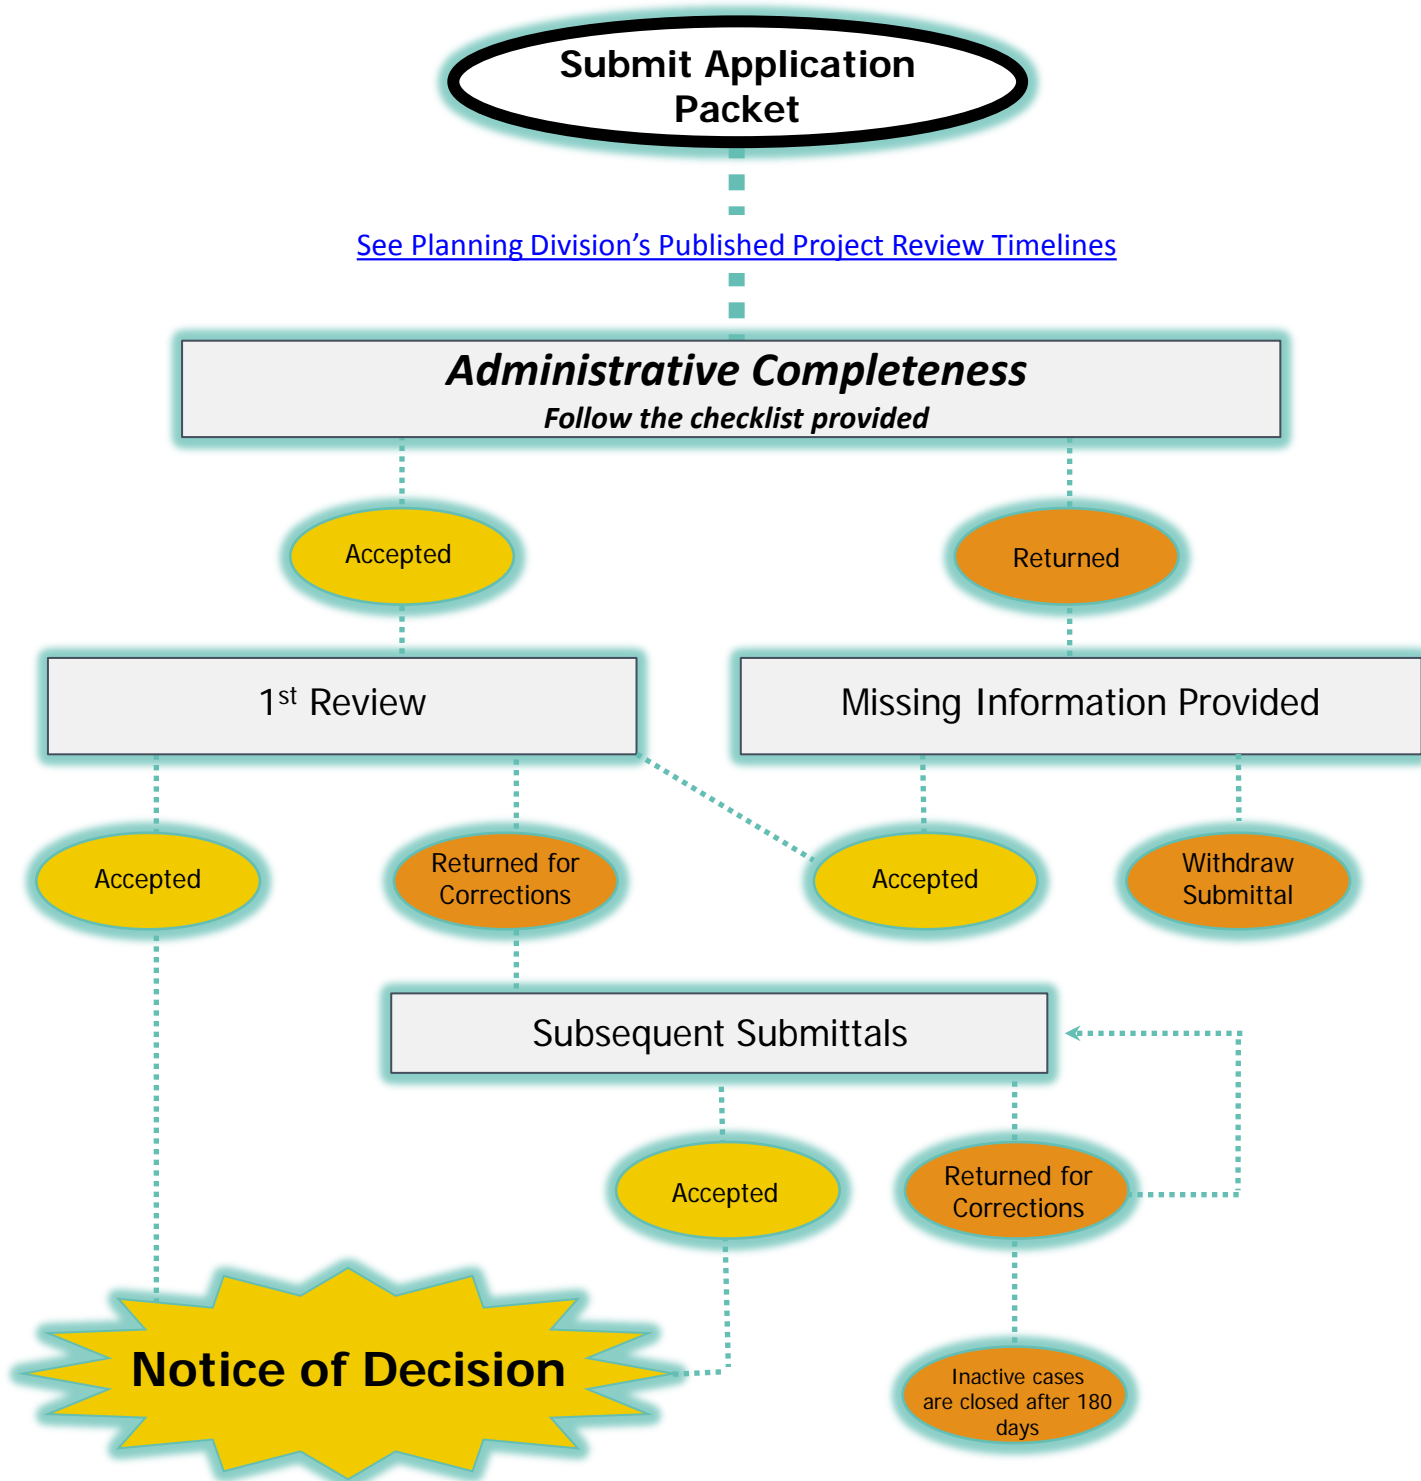 Submit Application
Packet
See Planning Division’s Published Project Review Timelines
Administrative Completeness
Follow the checklist provided
Accepted
Returned
1st Review
Missing Information Provided
Accepted
Returned for
Corrections
Accepted
Withdraw
Submittal
Subsequent Submittals
Accepted
Returned for
Corrections
Notice of Decision
Inactive cases
are closed after 180
days